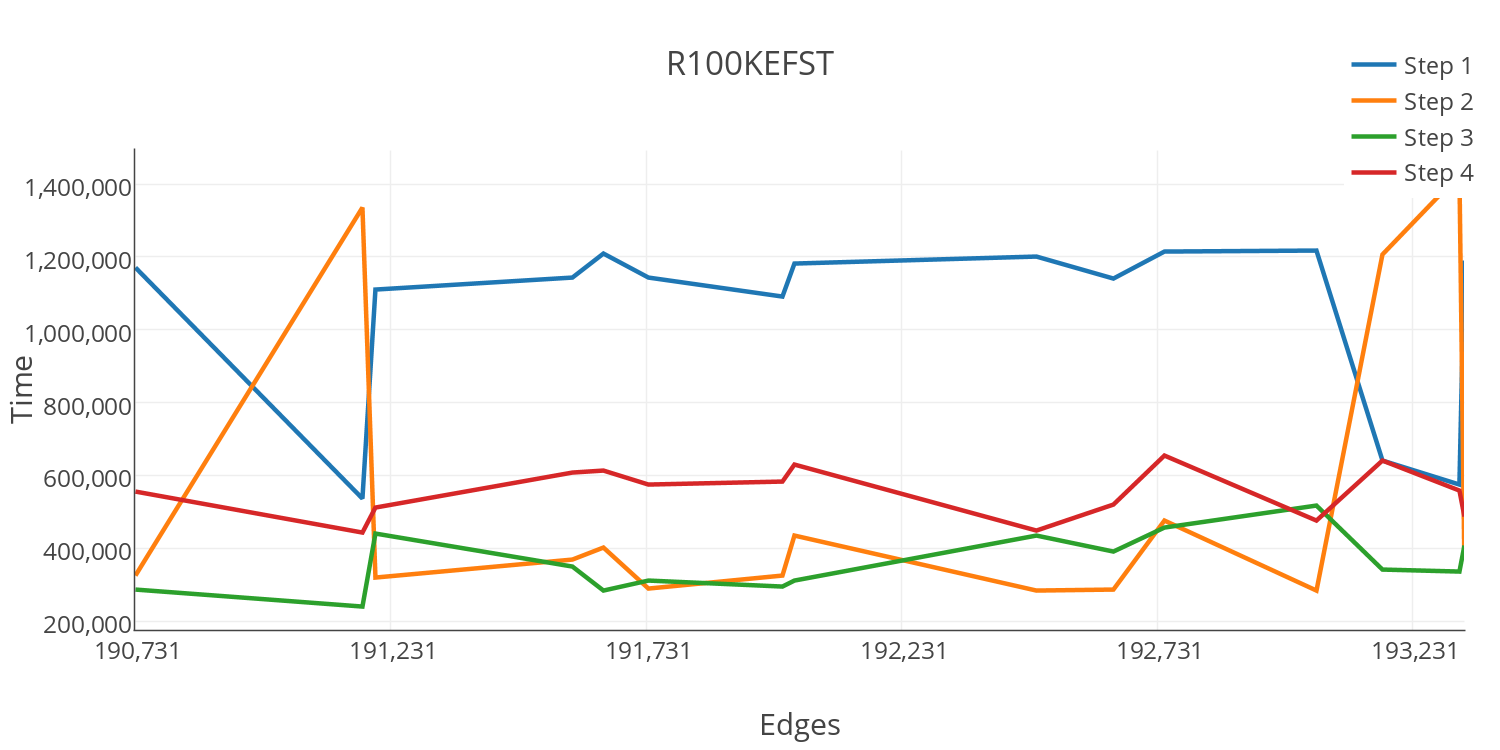 R100KEFST
Step 1
Step 2
Step 3
Step 4
1,400,000
1,200,000
1,000,000
800,000
600,000
400,000
200,000
Time
190,731
191,231
191,731
192,231
192,731
193,231
Edges